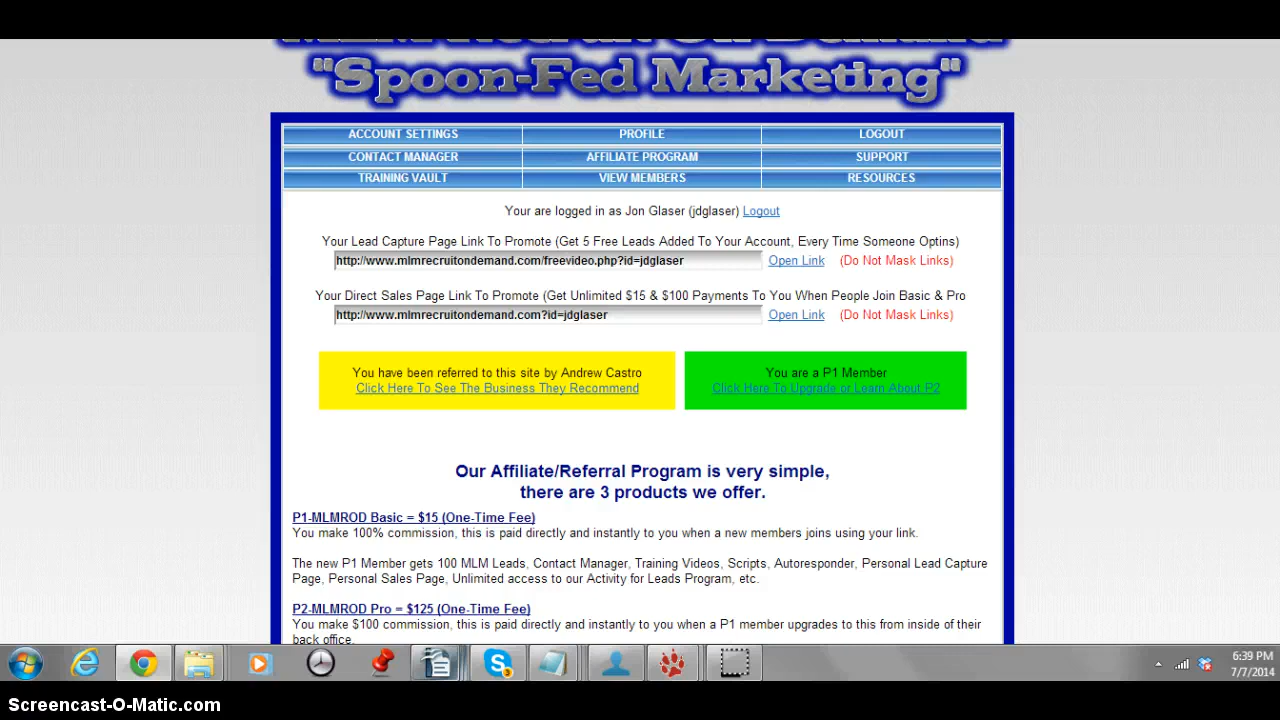 "Spoon-Fed Marketing"
ACCOUNT SETTINGS PROFILE LOGOUT
CONTACT MANAGER AFFILIATE PROGRAM SUPPORT
TRAINING VAULT VIEW MEMBERS RESOURCES
Your are logged in as Jon Glaser (jdglaser) Logout
Your Lead Capture Page Link To Promote (Get 5 Free Leads Added To Your Account, Every Time Someone Optins)
http://www.mlmrecruitondemand.com/freevideo.php?id=jdglaser Open Link (Do Not Mask Links)
Your Direct Sales Page Link To Promote (Get Unlimited $15 & $100 Payments To You When People Join Basic & Pro
http://www.mlmrecruitondemand.com?id=jdglaser Open Link (Do Not Mask Links)
You have been referred to this site by Andrew Castro
Click Here To See The Business They Recommend
You are a P1 Member
Click Here To Upgrade or Learn About P2
Our Affiliate/Referral Program is very simple,
there are 3 products we offer.
P1-MLMROD Basic = $15 (One-Time Fee)
You make 100% commission, this is paid directly and instantly to you when a new members joins using your link.
The new P1 Member gets 100 MLM Leads, Contact Manager, Training Videos, Scripts, Autoresponder, Personal Lead Capture
Page, Personal Sales Page, Unlimited access to our Activity for Leads Program, etc.
P2-MLMROD Pro = $125 (One-Time Fee)
You make $100 commission, this is paid directly and instantly to you when a P1 member upgrades to this from inside of their
back office.
6:39 PM
7/7/2014
Screencast-O-Matic.com